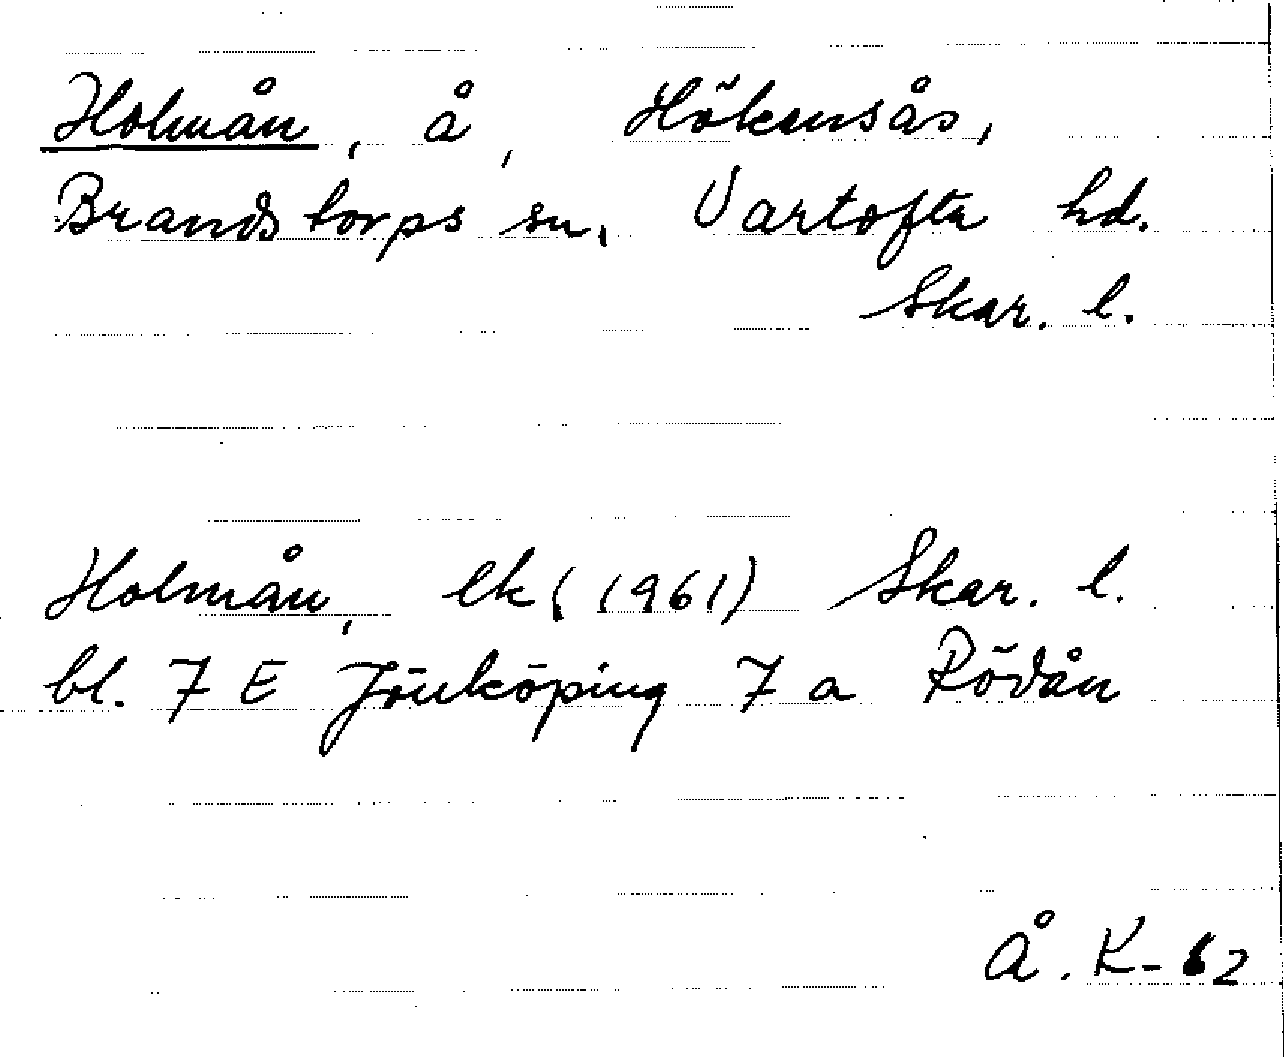 Holmån, å, Hökensås,
Brandstorps sn. Vartofta hd.
Skar. l.
Holmån, ek (1961) Skar. l.
bl. 7 E Jönköping 7 a Rödån
Å. K-62